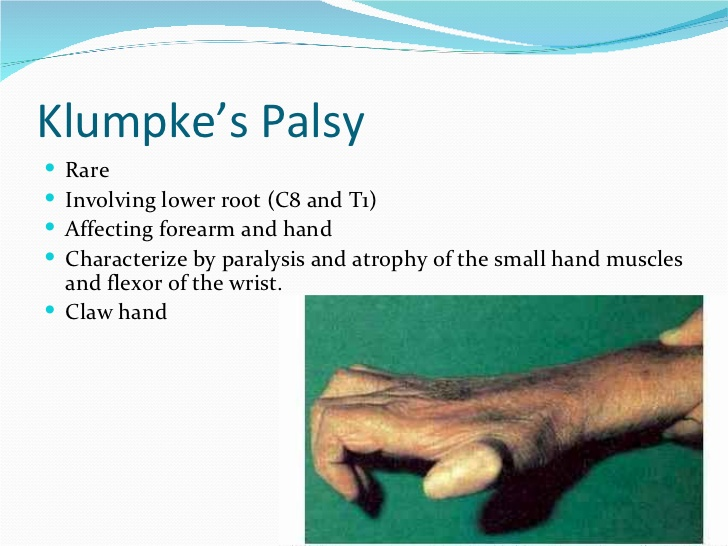 Klumpke’s Palsy
• Rare
• Involving lower root (C8 and T1)
• Affecting forearm and hand
• Characterize by paralysis and atrophy of the small hand muscles
and flexor of the wrist.
• Claw hand